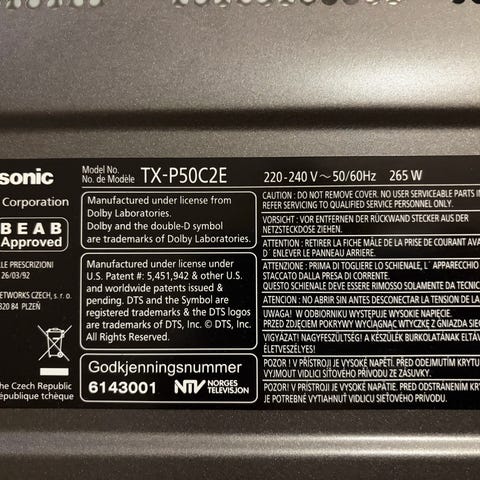 sonic
Corporation
BEAB
Approved
LE PRESCRIZIONI
26/03/92
NETWORKS CZECH, s. r. o.
320 84 PLZEŇ
he Czech Republic
république tchèque
Model No.
No. de Modèle
TX-P50C2E
220-240 V ~ 50/60Hz 265 W
Manufactured under license from
Dolby Laboratories.
Dolby and the double-D symbol
are trademarks of Dolby Laboratories.
Manufactured under license under
U.S. Patent #: 5,451,942 & other U.S.
and worldwide patents issued &
pending. DTS and the Symbol are
registered trademarks & the DTS logos
are trademarks of DTS, Inc. © DTS, Inc.
All Rights Reserved.
Godkjenningsnummer
6143001
NTV NORGES
TELEVISJON
CAUTION : DO NOT REMOVE COVER. NO USER SERVICEABLE PARTS IN
REFER SERVICING TO QUALIFIED SERVICE PERSONNEL ONLY.
VORSICHT : VOR ENTFERNEN DER RÜCKWAND STECKER AUS DER
NETZSTECKDOSE ZIEHEN.
ATTENTION : RETIRER LA FICHE MÂLE DE LA PRISE DE COURANT AVA
D´ENLEVER LE PANNEAU ARRIERE.
ATTENZIONE : PRIMA DI TOGLIERE LO SCHIENALE, L´ APPARECCHIO
STACCATO DALLA PRESA DI CORRENTE.
QUESTO SCHIENALE DEVE ESSERE RIMOSSO SOLAMENTE DA TECNIC
ATENCION : NO ABRIR SIN ANTES DESCONECTAR LA TENSION DE LA
UWAGA! W ODBIORNIKU WYSTĘPUJE WYSOKIE NAPIĘCIE.
PRZED ZDJĘCIEM POKRYWY WYCIĄGNĄĆ WTYCZKĘ Z GNIAZDA SIEC
VIGYÁZAT! NAGYFESZÜLTSÉG! A KÉSZÜLÉK BURKOLATÁNAK ELTÁV
ÉLETVESZÉLYES!
POZOR ! V PŘÍSTROJI JE VYSOKÉ NAPĚTÍ. PŘED ODEJMUTÍM KRYTU
VYJMOUT VIDLICI SÍŤOVÉHO PŘÍVODU ZE ZÁSUVKY.
POZOR ! V PRÍSTROJI JE VYSOKÉ NAPÄTIE. PRED ODSTRÁNENÍM KRYT
JE POTREBNÉ VYTIAHNUŤ VIDLICU SIEŤOVÉHO PRÍVODU.